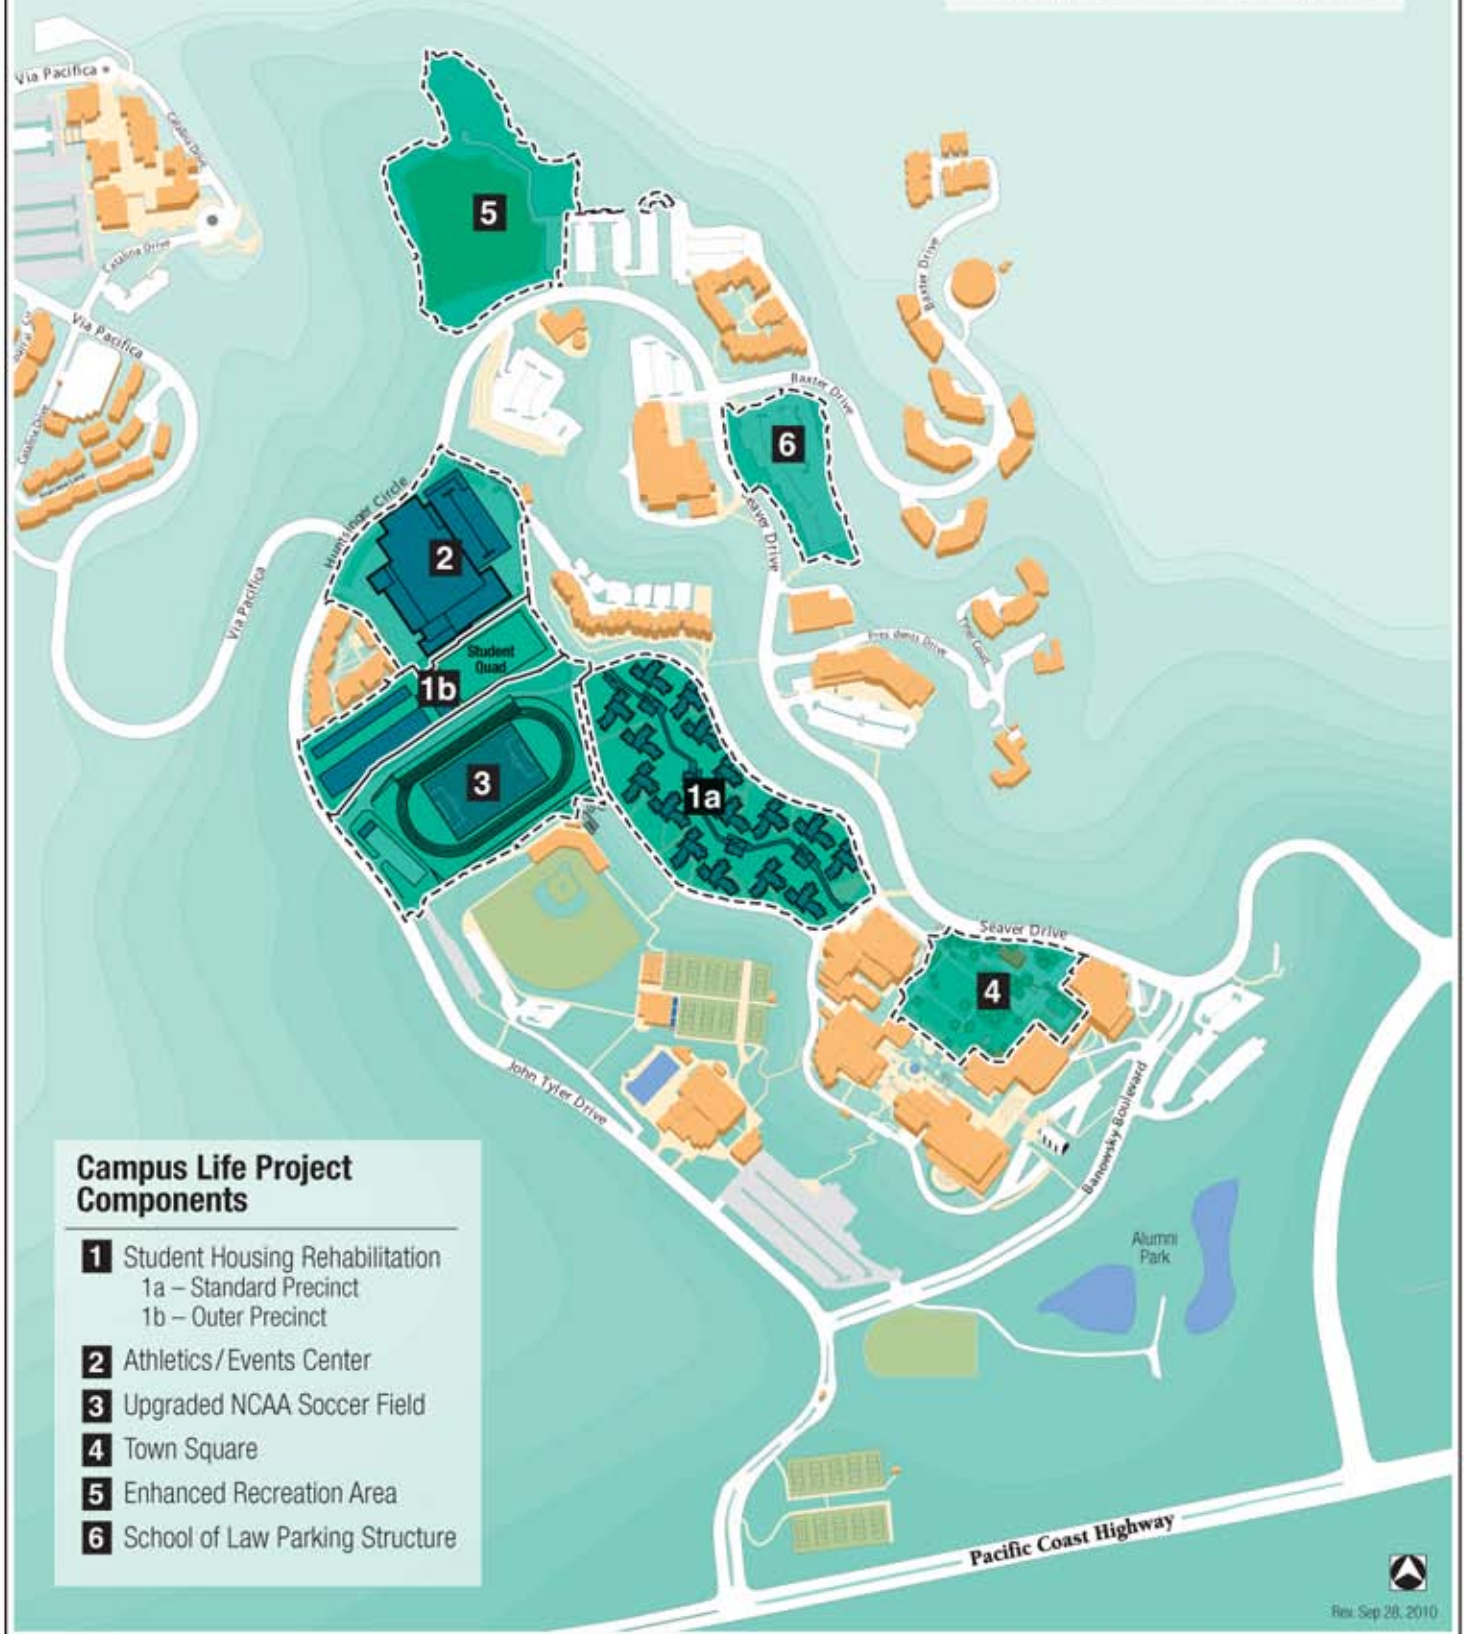 Via Pacifica
Catalina Drive
5
Catalina Drive
Baxter Drive
Via Pacifica
Baxter Drive
Catalina Drive
6
Huntsinger Circle
Seaver Drive
2
Via Pacifica
Student
Quad
1b
3
1a
Seaver Drive
4
John Tyler Drive
Banowsky Boulevard
Alumni
Park
Campus Life Project
Components
1 Student Housing Rehabilitation
1a – Standard Precinct
1b – Outer Precinct
2 Athletics/Events Center
3 Upgraded NCAA Soccer Field
4 Town Square
5 Enhanced Recreation Area
6 School of Law Parking Structure
Pacific Coast Highway
Rev. Sep 28, 2010